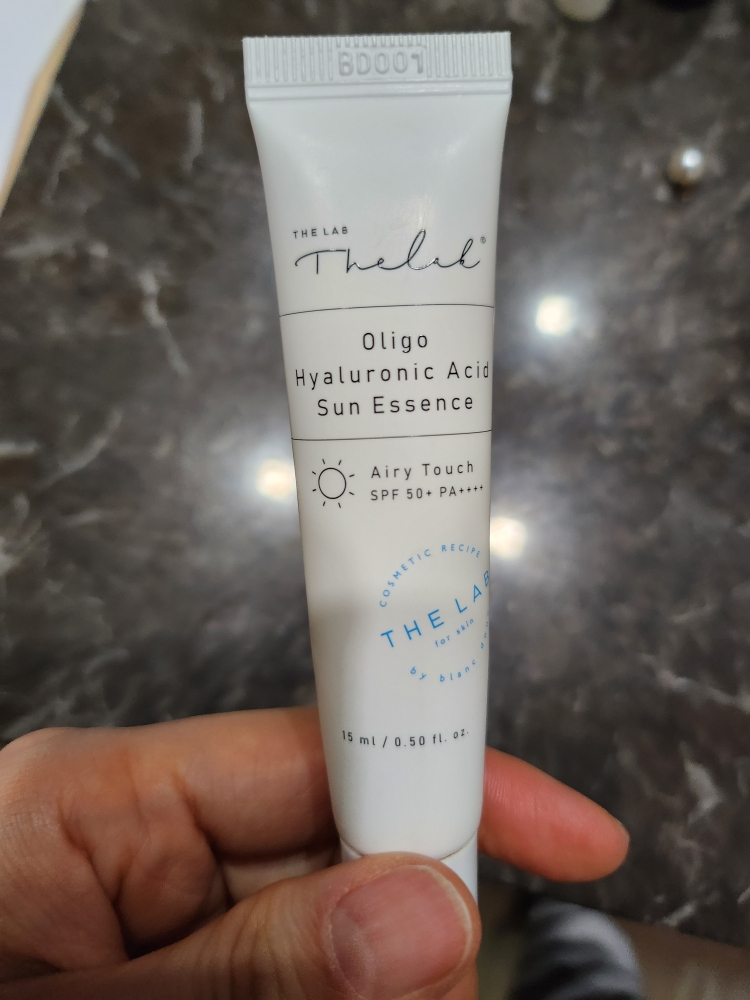 BD001
THE LAB
Thelab®
Oligo
Hyaluronic Acid
Sun Essence
Airy Touch
SPF 50+ PA++++
COSMETIC RECIPE
THE LAB
for skin
by blanc
15 ml / 0.50 fl. oz.